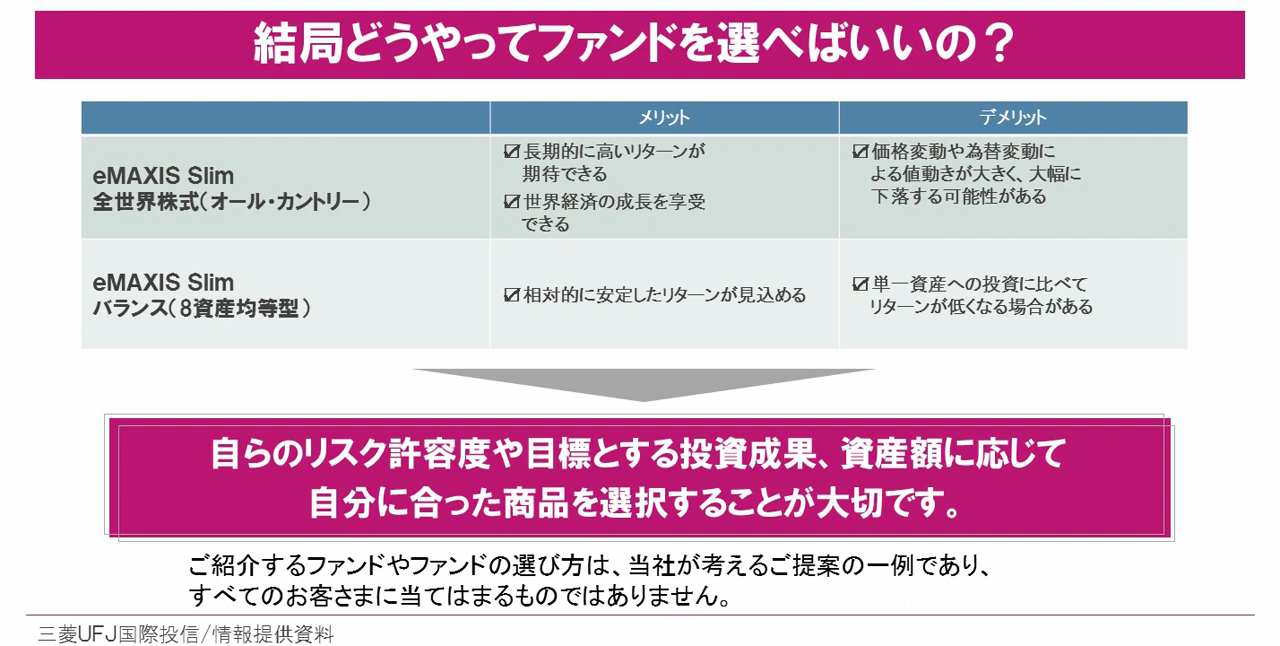 結局どうやってファンドを選べばいいの？
メリット
デメリット
eMAXIS Slim
全世界株式(オール・カントリー)
☑長期的に高いリターンが
期待できる
☑世界経済の成長を享受
できる
☑価格変動や為替変動に
よる値動きが大きく、大幅に
下落する可能性がある
eMAXIS Slim
バランス(8資産均等型)
☑相対的に安定したリターンが見込める
☑単一資産への投資に比べて
リターンが低くなる場合がある
自らのリスク許容度や目標とする投資成果、資産額に応じて
自分に合った商品を選択することが大切です。
ご紹介するファンドやファンドの選び方は、当社が考えるご提案の一例であり、
すべてのお客さまに当てはまるものではありません。
三菱UFJ国際投信/情報提供資料